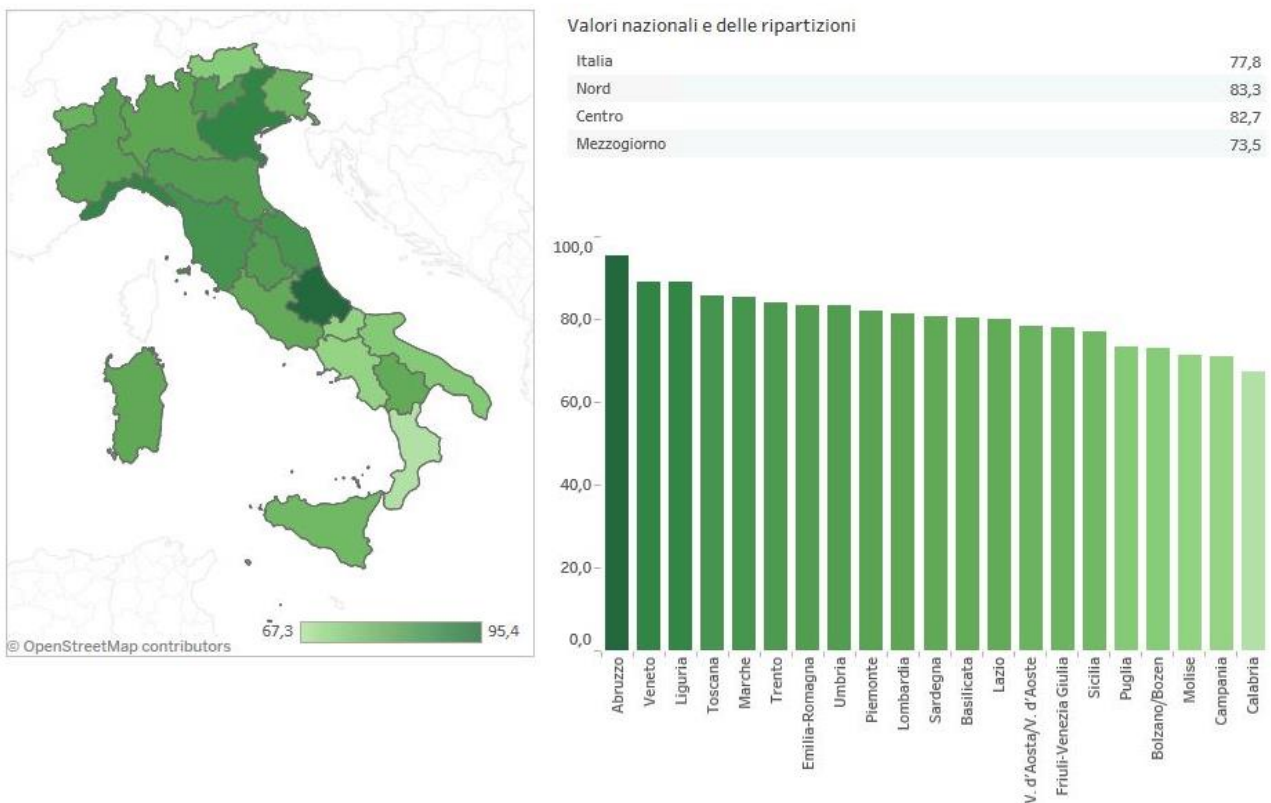 Valori nazionali e delle ripartizioni
Italia 77,8
Nord 83,3
Centro 82,7
Mezzogiorno 73,5
67,3 95,4
© OpenStreetMap contributors
100,0
80,0
60,0
40,0
20,0
0,0
Abruzzo
Veneto
Liguria
Toscana
Marche
Trento
Emilia-Romagna
Umbria
Piemonte
Lombardia
Sardegna
Basilicata
Lazio
V. d'Aosta/V. d'Aoste
Friuli-Venezia Giulia
Sicilia
Puglia
Bolzano/Bozen
Molise
Campania
Calabria